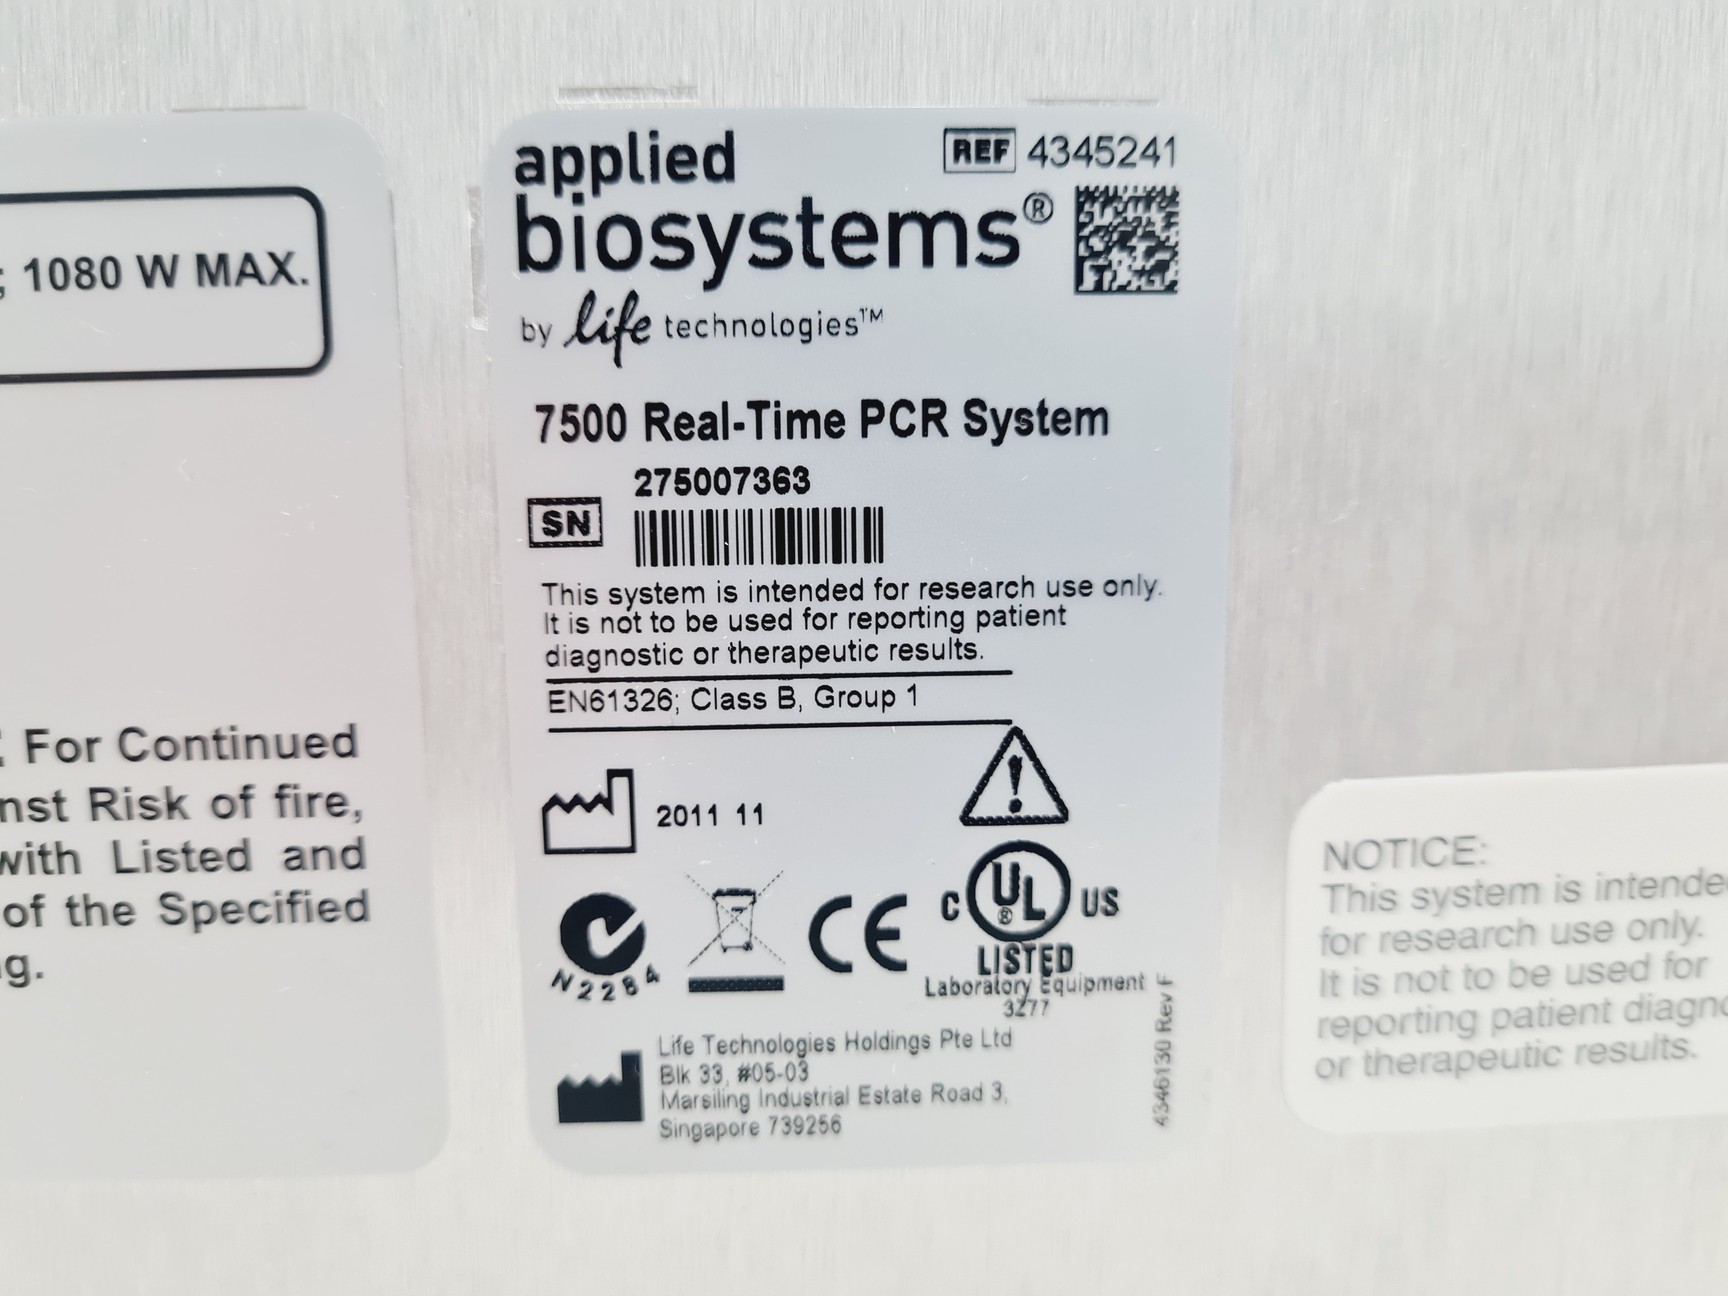 ; 1080 W MAX.
For Continued
Risk of fire,
with Listed and
of the Specified
applied
biosystems®
by life technologies™
REF 4345241
7500 Real-Time PCR System
275007363
SN
This system is intended for research use only.
It is not to be used for reporting patient
diagnostic or therapeutic results.
EN61326; Class B, Group 1
2011 11
N2284
CE
C UL® US
LISTED
Laboratory Equipment
3277
Life Technologies Holdings Pte Ltd
Blk 33, #05-03
Marsiling Industrial Estate Road 3,
Singapore 739256
4346130 Rev F
NOTICE:
This system is intende
for research use only.
It is not to be used for
reporting patient diagno
or therapeutic results.